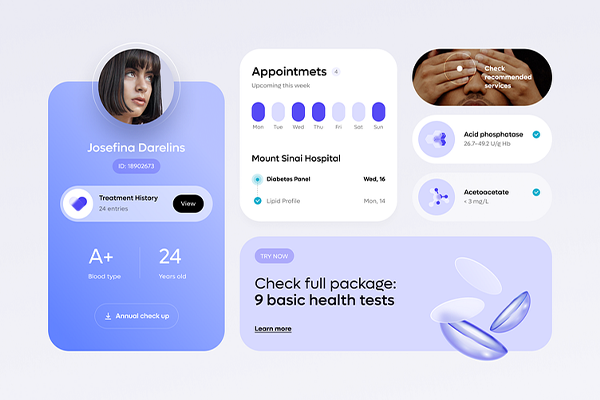 Josefina Darelins
ID: 18902673
Treatment History
24 entries
View
A+
Blood type
24
Years old
Annual check up
Appointmets
4
Upcoming this week
Mon Tue Wed Thu Fri Sat Sun
Mount Sinai Hospital
Diabetes Panel Wed, 16
Lipid Profile Mon, 14
Check
recommended
services
Acid phosphatase
26.7–49.2 U/g Hb
Acetoacetate
< 3 mg/L
TRY NOW
Check full package:
9 basic health tests
Learn more